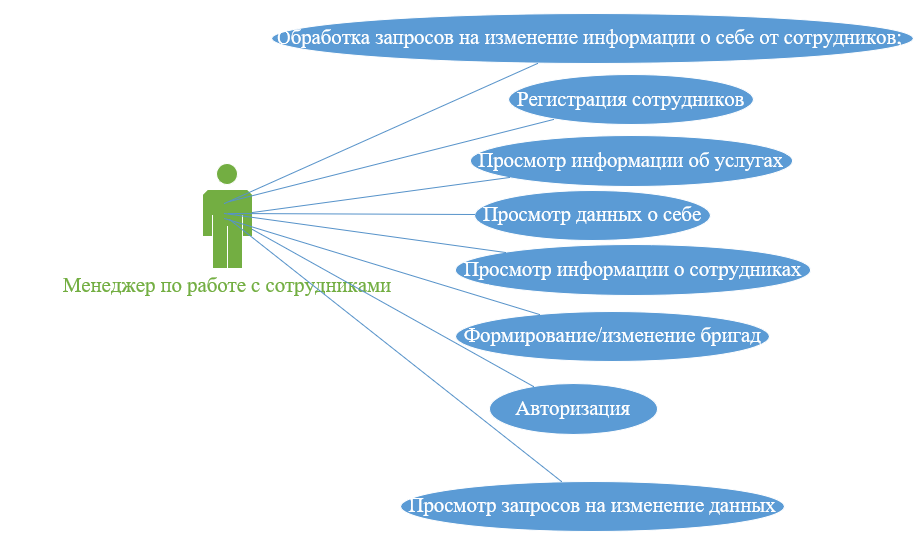 Обработка запросов на изменение информации о себе от сотрудников;
Регистрация сотрудников
Просмотр информации об услугах
Просмотр данных о себе
Просмотр информации о сотрудниках
Менеджер по работе с сотрудниками
Формирование/изменение бригад
Авторизация
Просмотр запросов на изменение данных